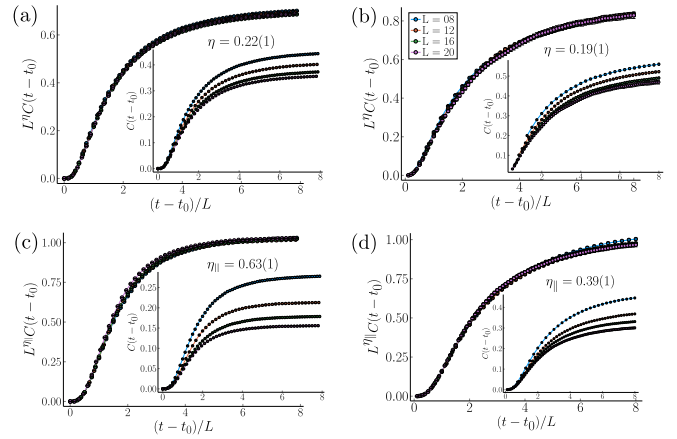 (a)
η = 0.22(1)
L^η C(t − t₀)
0.6
0.4
0.2
0.0
0 2 4 6 8
(t − t₀)/L
C(t − t₀)
0.4
0.3
0.2
0.1
0.0
2 4 6 8
(b)
L = 08
L = 12
L = 16
L = 20
η = 0.19(1)
L^η C(t − t₀)
0.8
0.6
0.4
0.2
0.0
0 2 4 6 8
(t − t₀)/L
C(t − t₀)
0.5
0.4
0.3
0.2
0.1
0.0
2 4 6 8
(c)
η∥ = 0.63(1)
L^η∥ C(t − t₀)
1.00
0.75
0.50
0.25
0.00
0 2 4 6 8
(t − t₀)/L
C(t − t₀)
0.25
0.20
0.15
0.10
0.05
0.00
0 2 4 6 8
(d)
η∥ = 0.39(1)
L^η∥ C(t − t₀)
1.00
0.75
0.50
0.25
0.00
0 2 4 6 8
(t − t₀)/L
C(t − t₀)
0.4
0.3
0.2
0.1
0.0
0 2 4 6 8